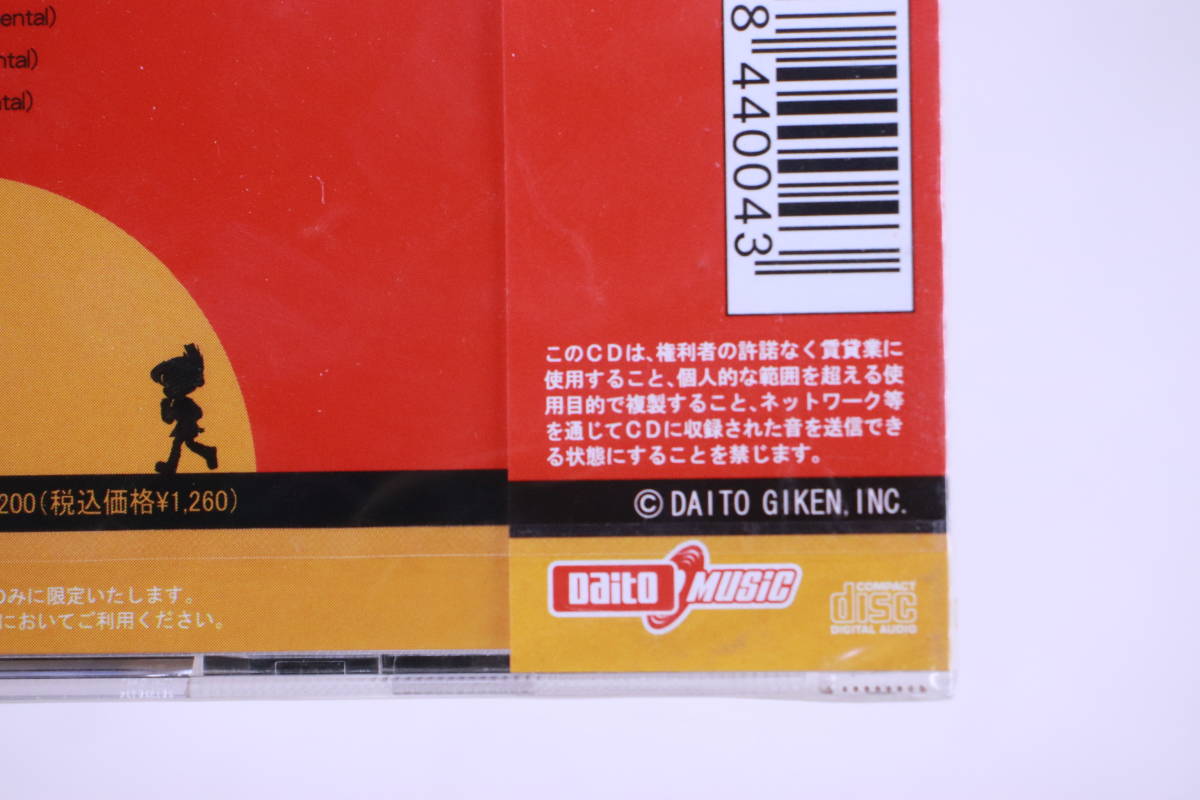 ental)
ntal)
ntal)
8 440043
このCDは、権利者の許諾なく賃貸業に
使用すること、個人的な範囲を超える使
用目的で複製すること、ネットワーク等
を通じてCDに収録された音を送信でき
る状態にすることを禁じます。
200(税込価格¥1,260)
© DAITO GIKEN, INC.
のみに限定いたします。
においてご利用ください。
Daito MUSIC
COMPACT
disc
DIGITAL AUDIO